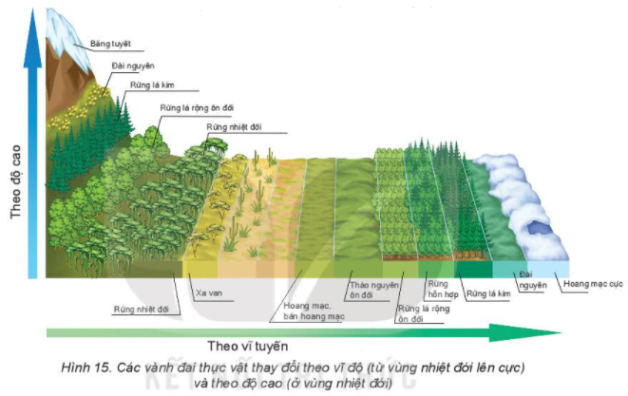 Băng tuyết
Đài nguyên
Rừng lá kim
Rừng lá rộng ôn đới
Rừng nhiệt đới
Theo độ cao
Rừng nhiệt đới
Xa van
Hoang mạc,
bán hoang mạc
Thảo nguyên
ôn đới
Rừng lá rộng
ôn đới
Rừng
hỗn hợp
Rừng lá kim
Đài
nguyên
Hoang mạc cực
Theo vĩ tuyến
Hình 15. Các vành đai thực vật thay đổi theo vĩ độ (từ vùng nhiệt đới lên cực)
và theo độ cao (ở vùng nhiệt đới)
KẾT NỐI TRI THỨC